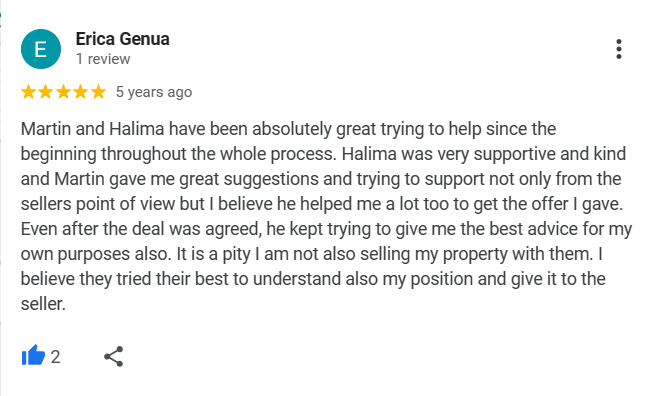 E
Erica Genua
1 review
5 years ago
Martin and Halima have been absolutely great trying to help since the
beginning throughout the whole process. Halima was very supportive and kind
and Martin gave me great suggestions and trying to support not only from the
sellers point of view but I believe he helped me a lot too to get the offer I gave.
Even after the deal was agreed, he kept trying to give me the best advice for my
own purposes also. It is a pity I am not also selling my property with them. I
believe they tried their best to understand also my position and give it to the
seller.
2